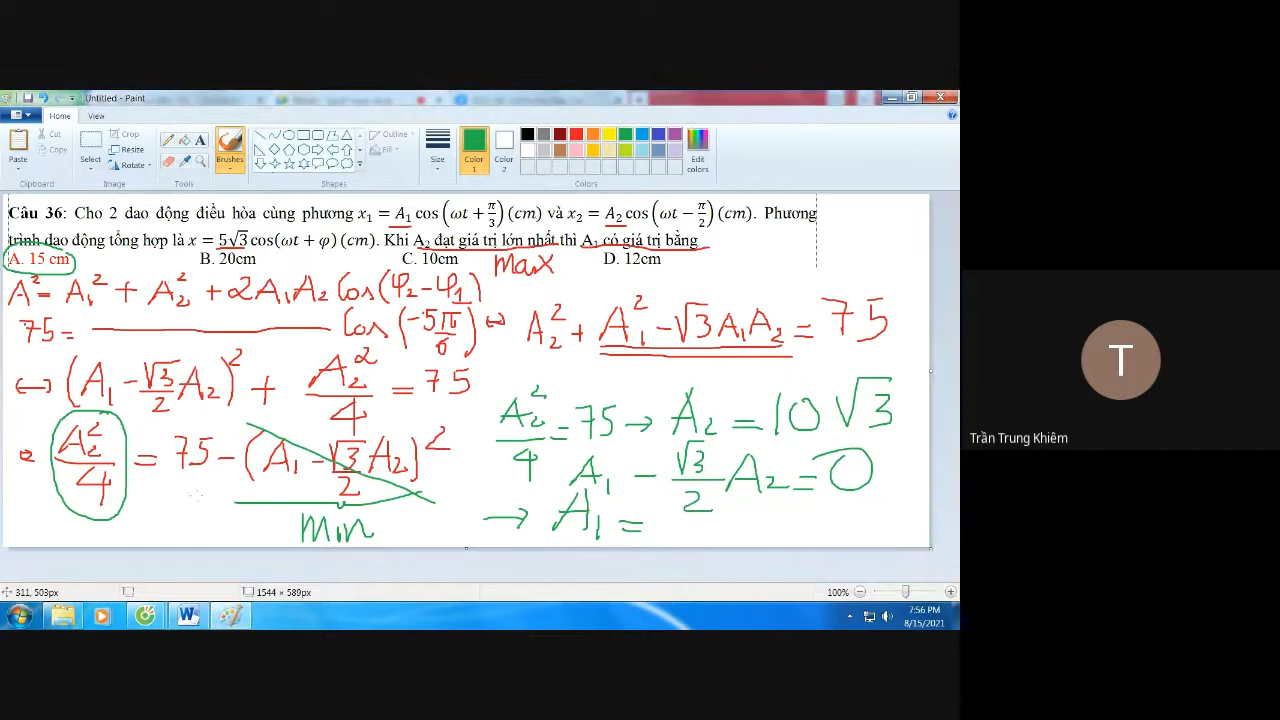 Untitled - Paint
Home View
Paste
Cut
Copy
Clipboard
Select
Crop
Resize
Rotate
Image
Tools
Brushes
Shapes
Outline
Fill
Size
Color 1
Color 2
Edit colors
Colors
Câu 36: Cho 2 dao động điều hòa cùng phương x₁ = A₁ cos(ωt + π/3) (cm) và x₂ = A₂ cos(ωt − π/2) (cm). Phương
trình dao động tổng hợp là x = 5√3 cos(ωt + φ) (cm). Khi A₂ đạt giá trị lớn nhất thì A₁ có giá trị bằng
A. 15 cm B. 20cm C. 10cm D. 12cm
max
A² = A₁² + A₂² + 2A₁A₂ cos(φ₂ − φ₁)
75 = cos(−5π/6) ↔ A₂² + A₁² − √3A₁A₂ = 75
↔ (A₁ − √3/2 A₂)² + A₂²/4 = 75
A₂²/4 = 75 − (A₁ − √3/2 A₂)²
min
A₂²/4 = 75 → A₂ = 10√3
A₁ − √3/2 A₂ = 0
→ A₁ =
311, 503px
1544 × 589px
100%
7:56 PM
8/15/2021
T
Trần Trung Khiêm